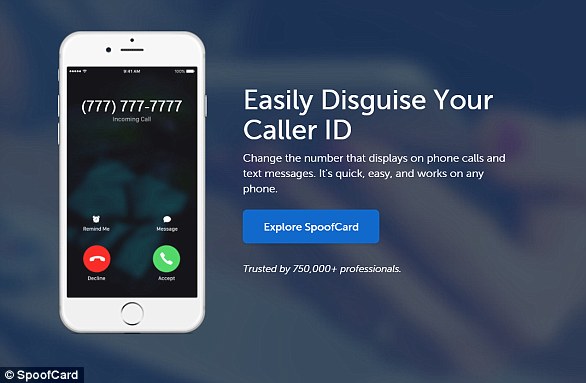 ●●●●● 9:41 AM 100%
(777) 777-7777
Incoming Call
Remind Me Message
Decline Accept
Easily Disguise Your
Caller ID
Change the number that displays on phone calls and
text messages. It's quick, easy, and works on any
phone.
Explore SpoofCard
Trusted by 750,000+ professionals.
© SpoofCard